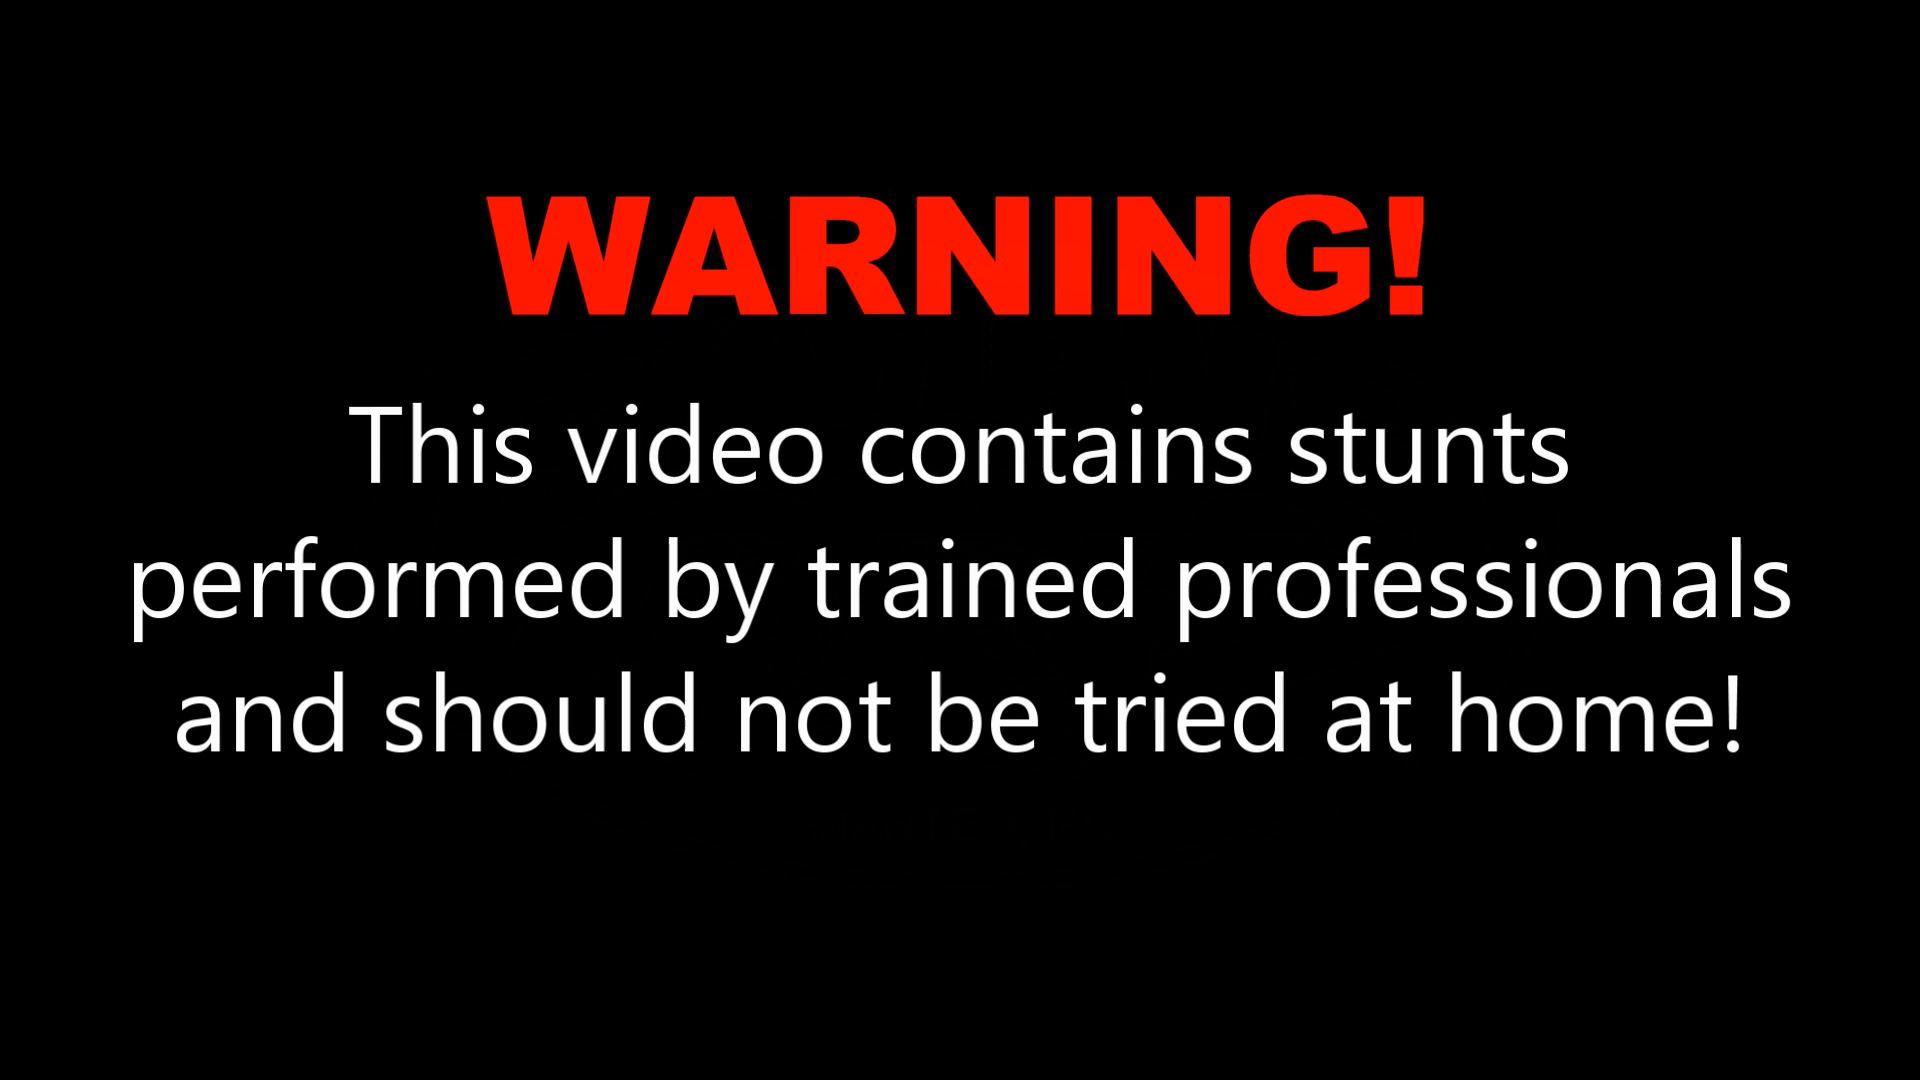 WARNING!
This video contains stunts
performed by trained professionals
and should not be tried at home!